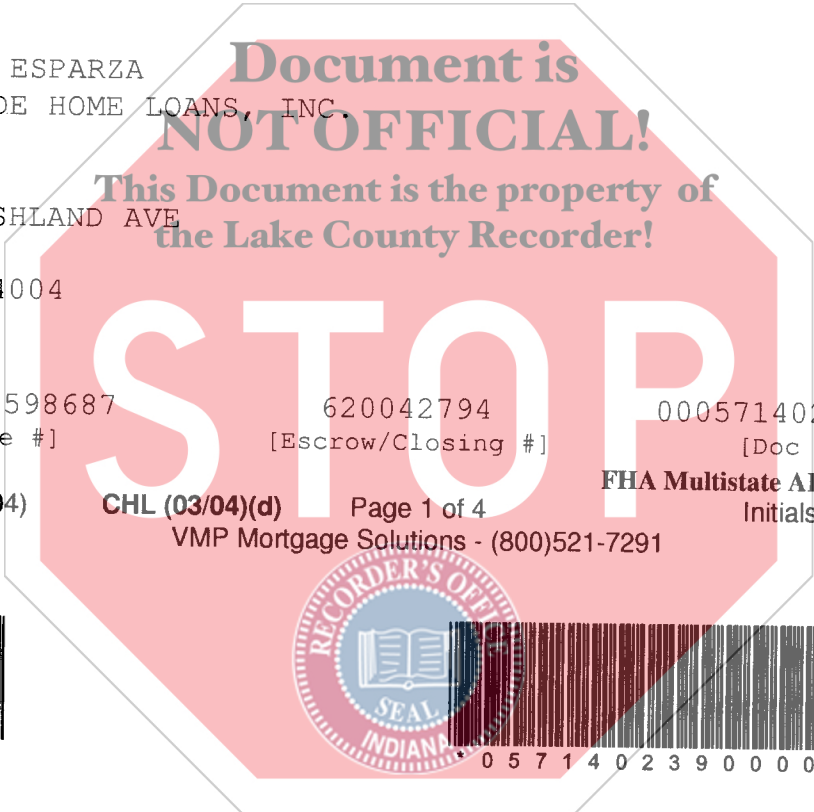 ESPARZA
Document is
DE HOME LOANS, INC.
NOT OFFICIAL!
This Document is the property of
SHLAND AVE
the Lake County Recorder!
4004
STOP
598687 620042794 000571402
e #] [Escrow/Closing #] [Doc
FHA Multistate A
04) CHL (03/04)(d) Page 1 of 4 Initials
VMP Mortgage Solutions - (800)521-7291
RECORDER'S OFFICE
SEAL
INDIANA
* 0 5 7 1 4 0 2 3 9 0 0 0 0